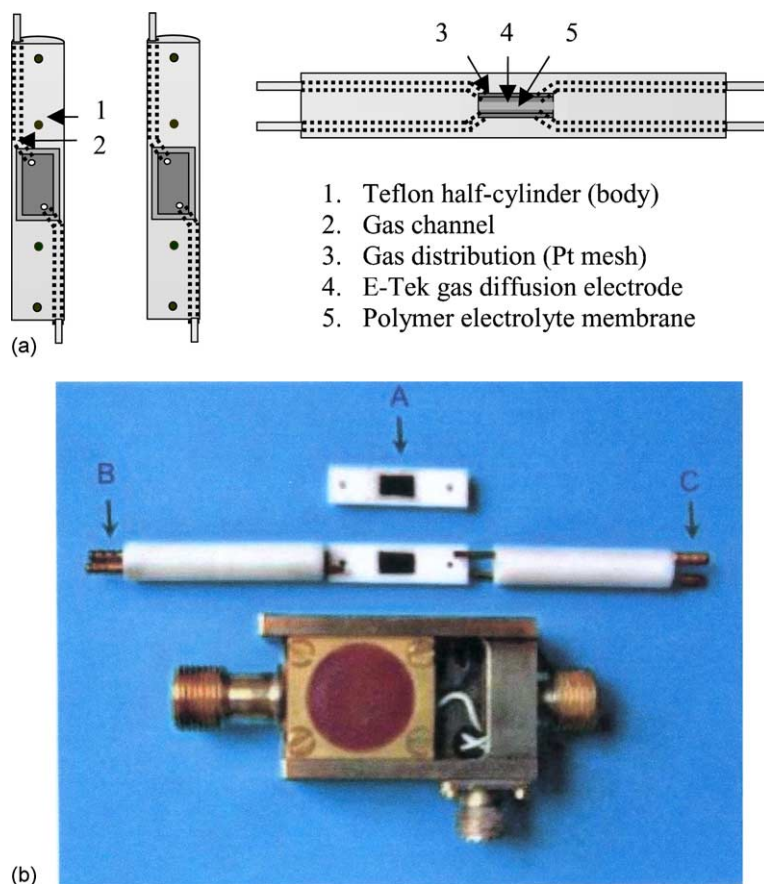 3 4 5
1
2
1. Teflon half-cylinder (body)
2. Gas channel
3. Gas distribution (Pt mesh)
4. E-Tek gas diffusion electrode
5. Polymer electrolyte membrane
(a)
A
B
C
(b)